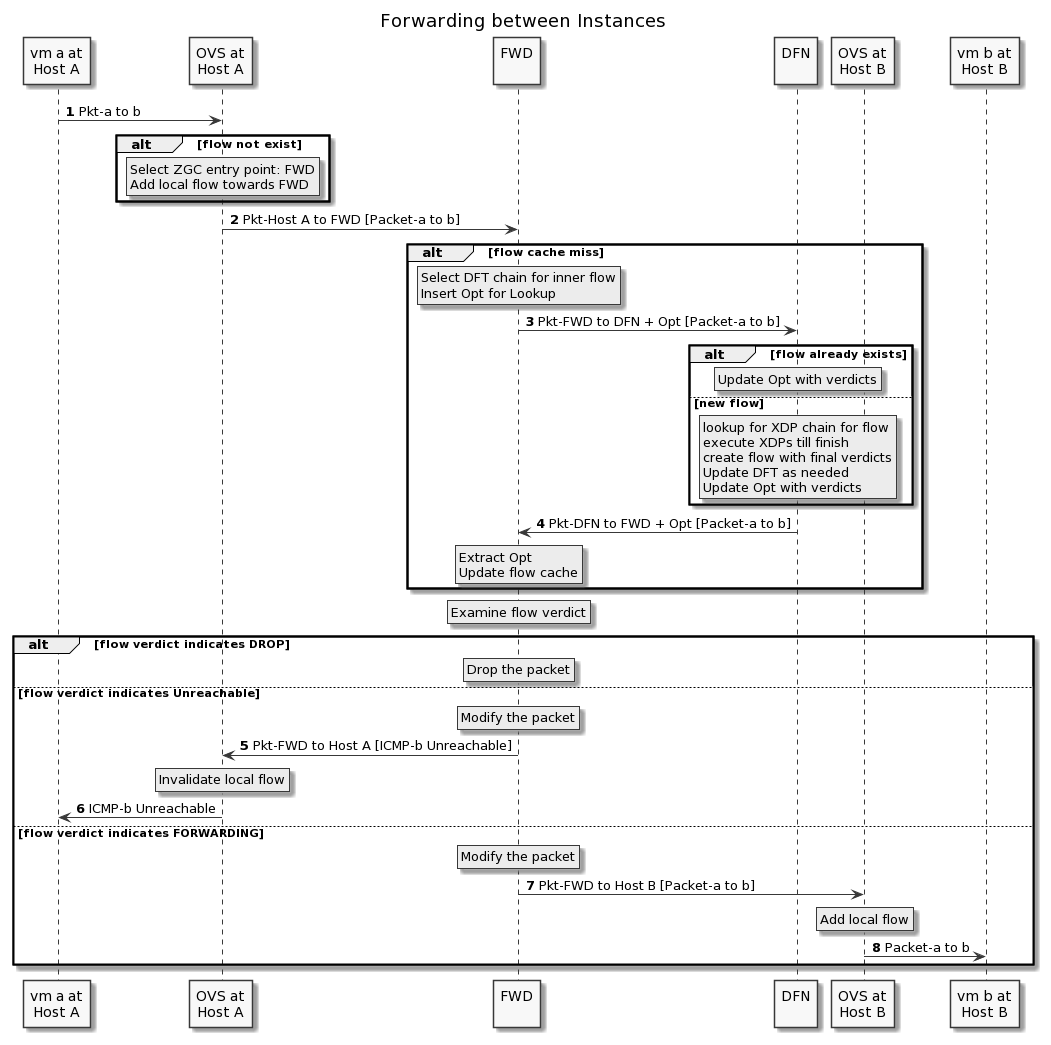 Forwarding between Instances
vm a at
Host A
OVS at
Host A
FWD
DFN
OVS at
Host B
vm b at
Host B
1 Pkt-a to b
alt [flow not exist]
Select ZGC entry point: FWD
Add local flow towards FWD
2 Pkt-Host A to FWD [Packet-a to b]
alt [flow cache miss]
Select DFT chain for inner flow
Insert Opt for Lookup
3 Pkt-FWD to DFN + Opt [Packet-a to b]
alt [flow already exists]
Update Opt with verdicts
[new flow]
lookup for XDP chain for flow
execute XDPs till finish
create flow with final verdicts
Update DFT as needed
Update Opt with verdicts
4 Pkt-DFN to FWD + Opt [Packet-a to b]
Extract Opt
Update flow cache
Examine flow verdict
alt [flow verdict indicates DROP]
Drop the packet
[flow verdict indicates Unreachable]
Modify the packet
5 Pkt-FWD to Host A [ICMP-b Unreachable]
Invalidate local flow
6 ICMP-b Unreachable
[flow verdict indicates FORWARDING]
Modify the packet
7 Pkt-FWD to Host B [Packet-a to b]
Add local flow
8 Packet-a to b
vm a at
Host A
OVS at
Host A
FWD
DFN
OVS at
Host B
vm b at
Host B